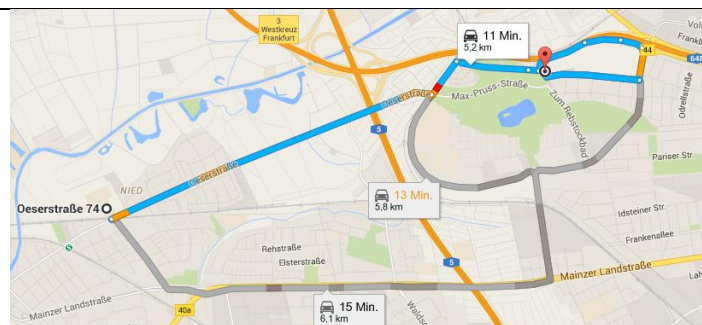 3
Westkreuz
Frankfurt
11 Min.
5,2 km
44
648
Oeserstraße
Max-Pruss-Straße
Zum Rebstockbad
Odrellstraße
5
Oeserstraße
Pariser Str.
NIED
13 Min.
5,8 km
Oeserstraße 74
Idsteiner Str.
Rehstraße
Frankenallee
Elsterstraße
5
Mainzer Landstraße
Mainzer Landstraße
40a
15 Min.
6,1 km